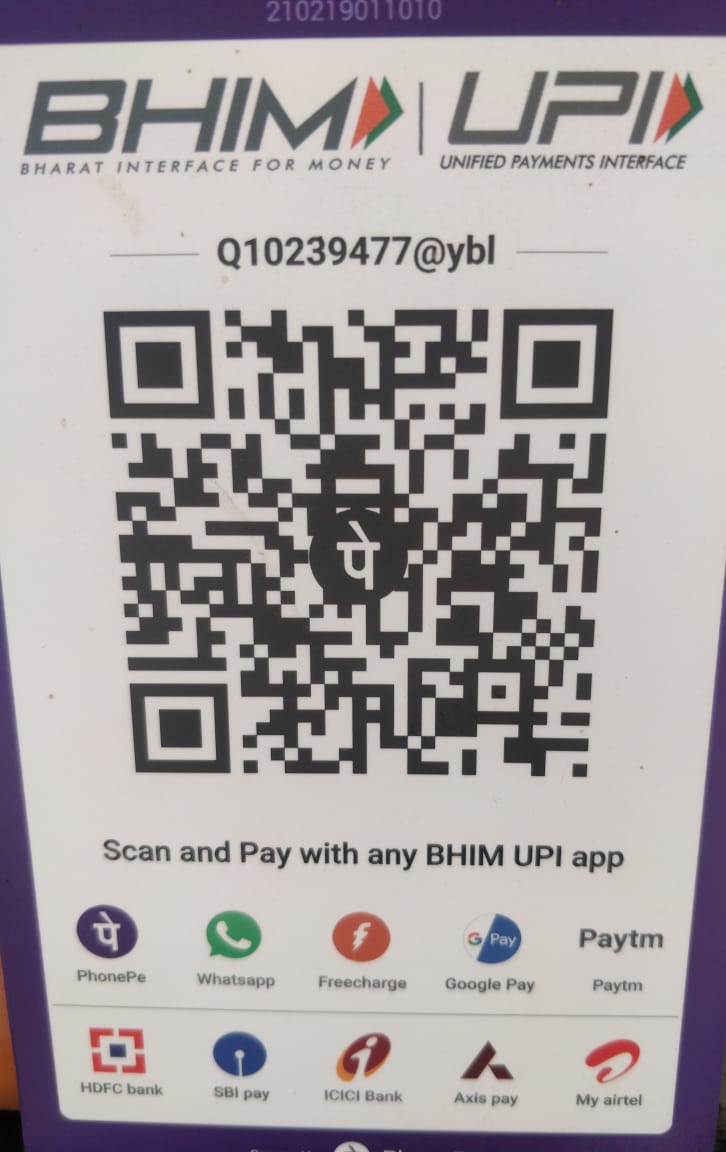 210219011010
BHIM | UPI
BHARAT INTERFACE FOR MONEY UNIFIED PAYMENTS INTERFACE
Q10239477@ybl
पे
Scan and Pay with any BHIM UPI app
पे G Pay Paytm
PhonePe Whatsapp Freecharge Google Pay Paytm
HDFC bank SBI pay ICICI Bank Axis pay My airtel